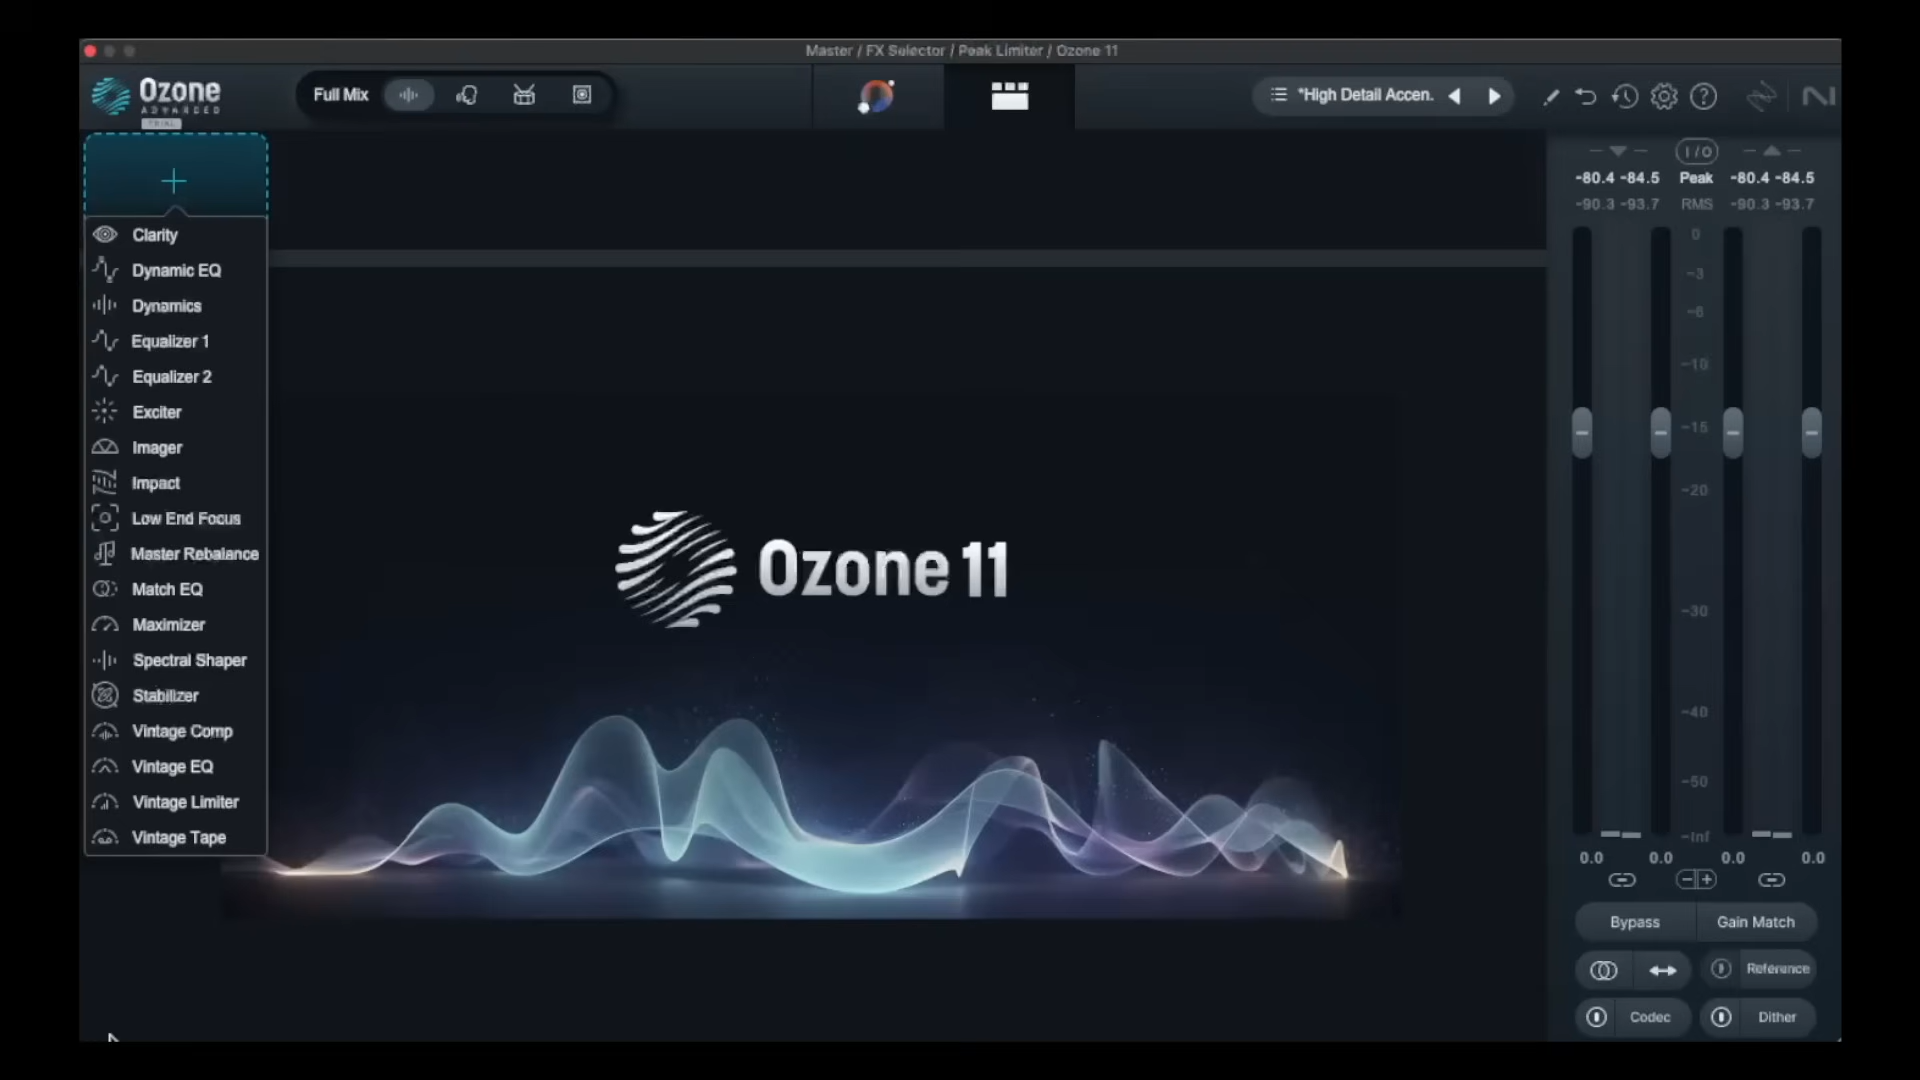 Master / FX Selector / Peak Limiter / Ozone 11
Ozone
ADVANCED
TRIAL
Full Mix
*High Detail Accen.
Clarity
Dynamic EQ
Dynamics
Equalizer 1
Equalizer 2
Exciter
Imager
Impact
Low End Focus
Master Rebalance
Match EQ
Maximizer
Spectral Shaper
Stabilizer
Vintage Comp
Vintage EQ
Vintage Limiter
Vintage Tape
Ozone 11
I/O
-80.4 -84.5 Peak -80.4 -84.5
-90.3 -93.7 RMS -90.3 -93.7
0
-3
-6
-10
-15
-20
-30
-40
-50
-Inf
0.0 0.0 0.0 0.0
Bypass Gain Match
Reference
Codec Dither